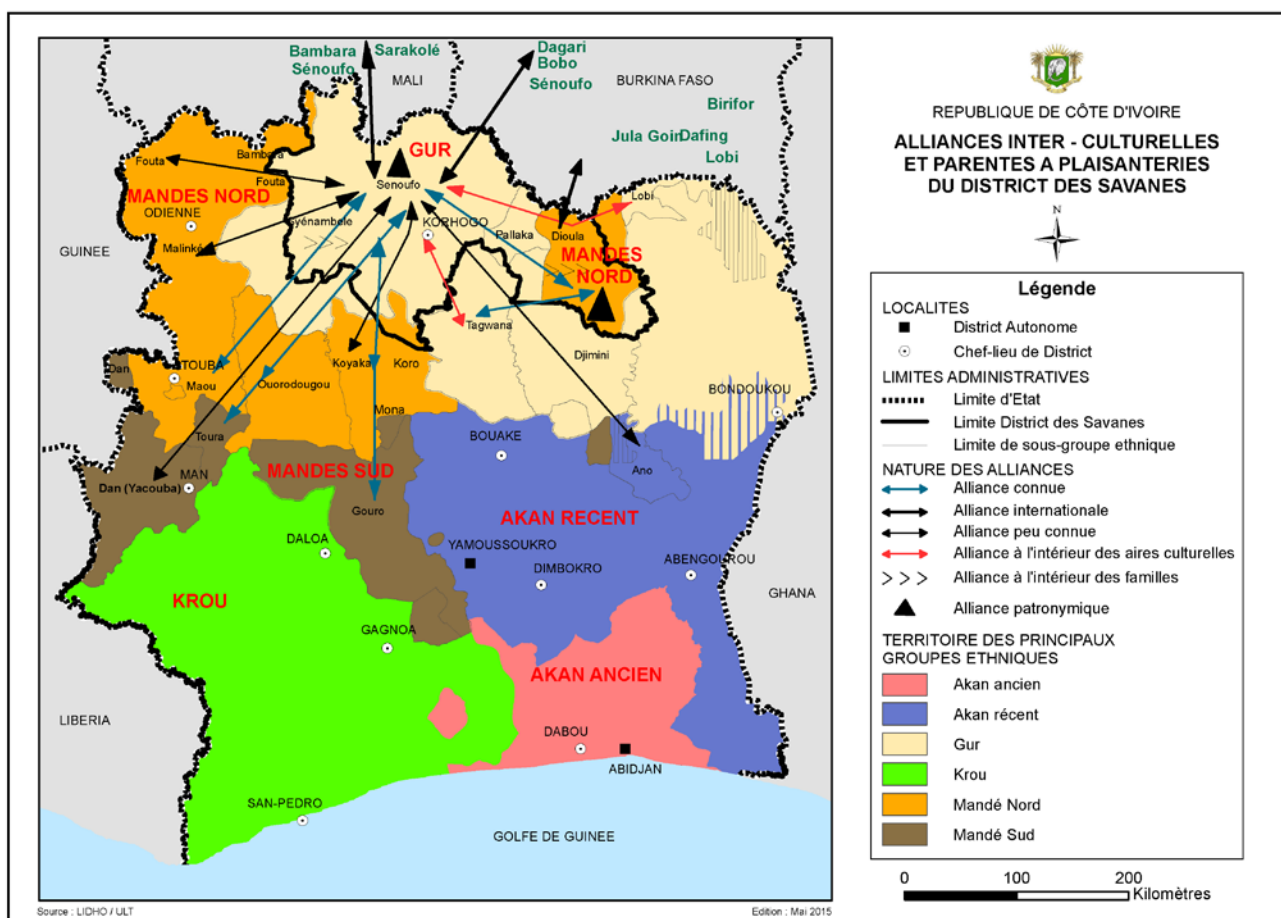 Bambara Sarakolé
Sénoufo
MALI
Dagari
Bobo
Sénoufo
BURKINA FASO
Birifor
Jula Goin Dafing
Lobi
GUR
Bambara
Fouta
Fouta
Senoufo
MANDES NORD
ODIENNE
Lobi
KORHOGO
Pallaka
Dioula
GUINEE
Malinké
MANDES
NORD
Tagwana
Djimini
Dan
TOUBA
Maou
Ouorodougou
Koyaka
Koro
Mona
BONDOUKOU
Toura
BOUAKE
Ano
MANDES SUD
MAN
Dan (Yacouba)
Gouro
AKAN RECENT
DALOA
YAMOUSSOUKRO
DIMBOKRO
ABENGOUROU
GHANA
KROU
GAGNOA
AKAN ANCIEN
LIBERIA
DABOU
ABIDJAN
SAN-PEDRO
GOLFE DE GUINEE
Source : LIDHO / ULT
Edition : Mai 2015
REPUBLIQUE DE CÔTE D'IVOIRE
ALLIANCES INTER - CULTURELLES
ET PARENTES A PLAISANTERIES
DU DISTRICT DES SAVANES
N
Légende
LOCALITES
District Autonome
Chef-lieu de District
LIMITES ADMINISTRATIVES
Limite d'Etat
Limite District des Savanes
Limite de sous-groupe ethnique
NATURE DES ALLIANCES
Alliance connue
Alliance internationale
Alliance peu connue
Alliance à l'intérieur des aires culturelles
Alliance à l'intérieur des familles
Alliance patronymique
TERRITOIRE DES PRINCIPAUX
GROUPES ETHNIQUES
Akan ancien
Akan récent
Gur
Krou
Mandé Nord
Mandé Sud
0 100 200
Kilomètres